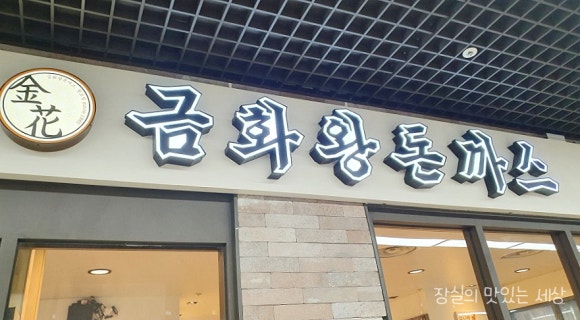 金花
금화왕돈까스
장실의 맛있는 세상